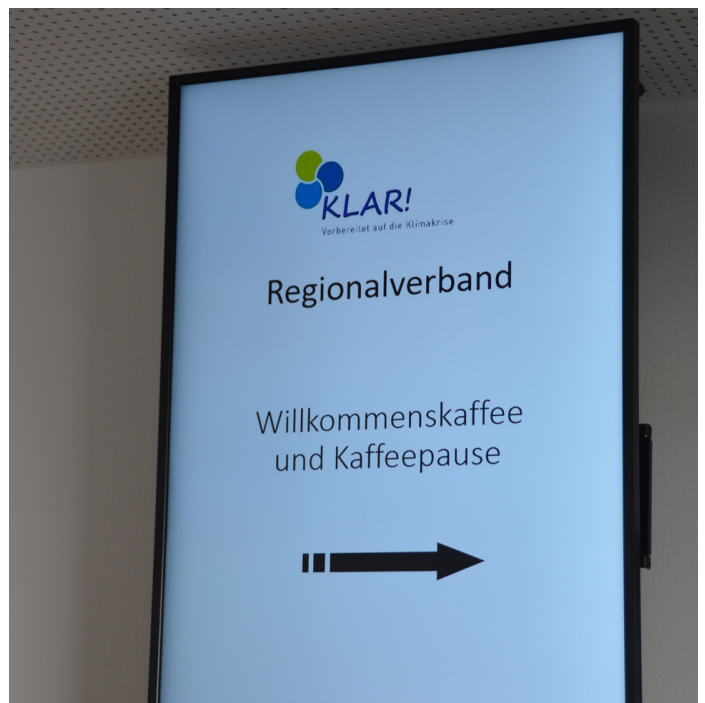 KLAR!
Vorbereitet auf die Klimakrise
Regionalverband
Willkommenskaffee
und Kaffeepause